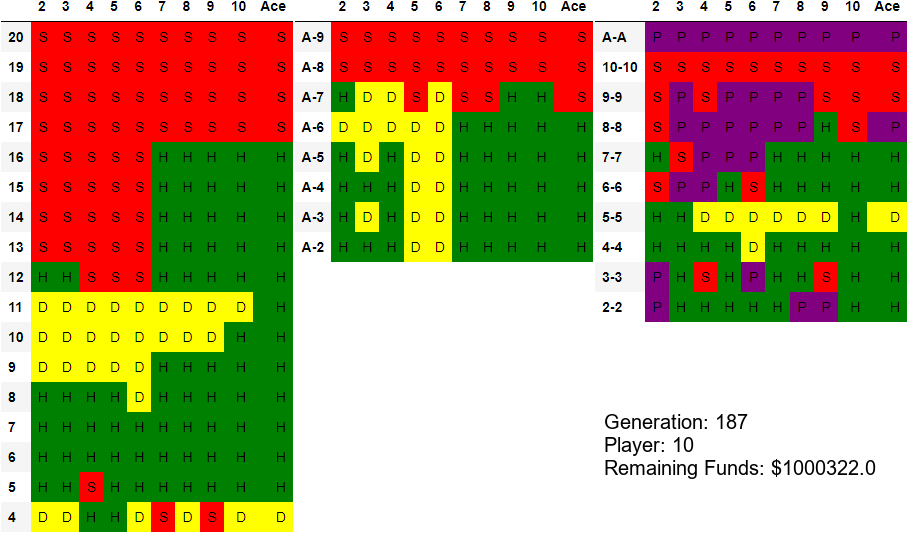 2 3 4 5 6 7 8 9 10 Ace
20 S S S S S S S S S S
19 S S S S S S S S S S
18 S S S S S S S S S S
17 S S S S S S S S S S
16 S S S S S H H H H H
15 S S S S S H H H H H
14 S S S S S H H H H H
13 S S S S S H H H H H
12 H H S S S H H H H H
11 D D D D D D D D D H
10 D D D D D D D D H H
9 D D D D D H H H H H
8 H H H H D H H H H H
7 H H H H H H H H H H
6 H H H H H H H H H H
5 H H S H H H H H H H
4 D D H H D S D S D D
2 3 4 5 6 7 8 9 10 Ace
A-9 S S S S S S S S S S
A-8 S S S S S S S S S S
A-7 H D D S D S S H H S
A-6 D D D D D H H H H H
A-5 H D H D D H H H H H
A-4 H H H D D H H H H H
A-3 H D H D D H H H H H
A-2 H H H D D H H H H H
2 3 4 5 6 7 8 9 10 Ace
A-A P P P P P P P P P P
10-10 S S S S S S S S S S
9-9 S P S P P P P S S S
8-8 S P P P P P P H S P
7-7 H S P P P H H H H H
6-6 S P P H S H H H H H
5-5 H H D D D D D D H D
4-4 H H H H D H H H H H
3-3 P H S H P H H S H H
2-2 P H H H H H P P H H
Generation: 187
Player: 10
Remaining Funds: $1000322.0